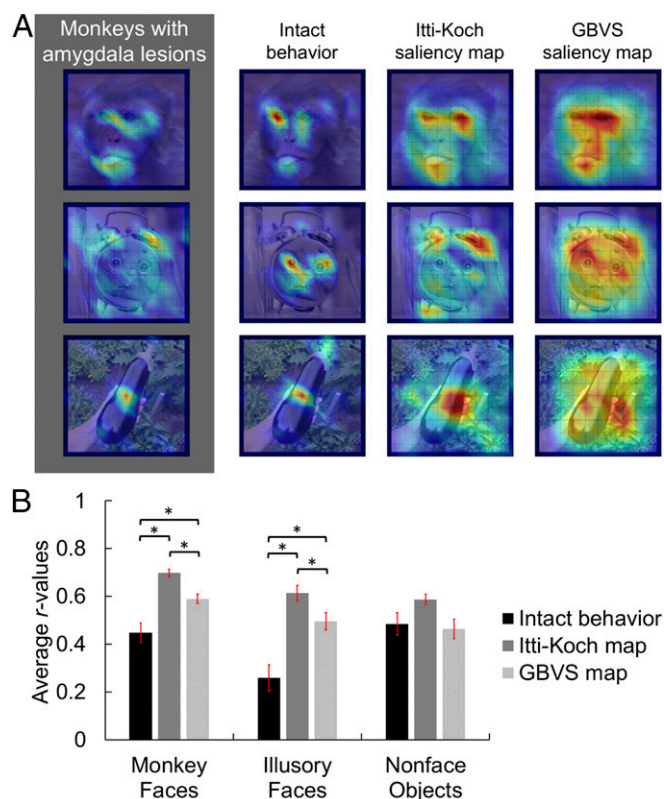 A
Monkeys with
amygdala lesions
Intact
behavior
Itti-Koch
saliency map
GBVS
saliency map
B
Average r-values
1
0.8
0.6
0.4
0.2
0
*
*
*
*
*
*
Monkey
Faces
Illusory
Faces
Nonface
Objects
Intact behavior
Itti-Koch map
GBVS map